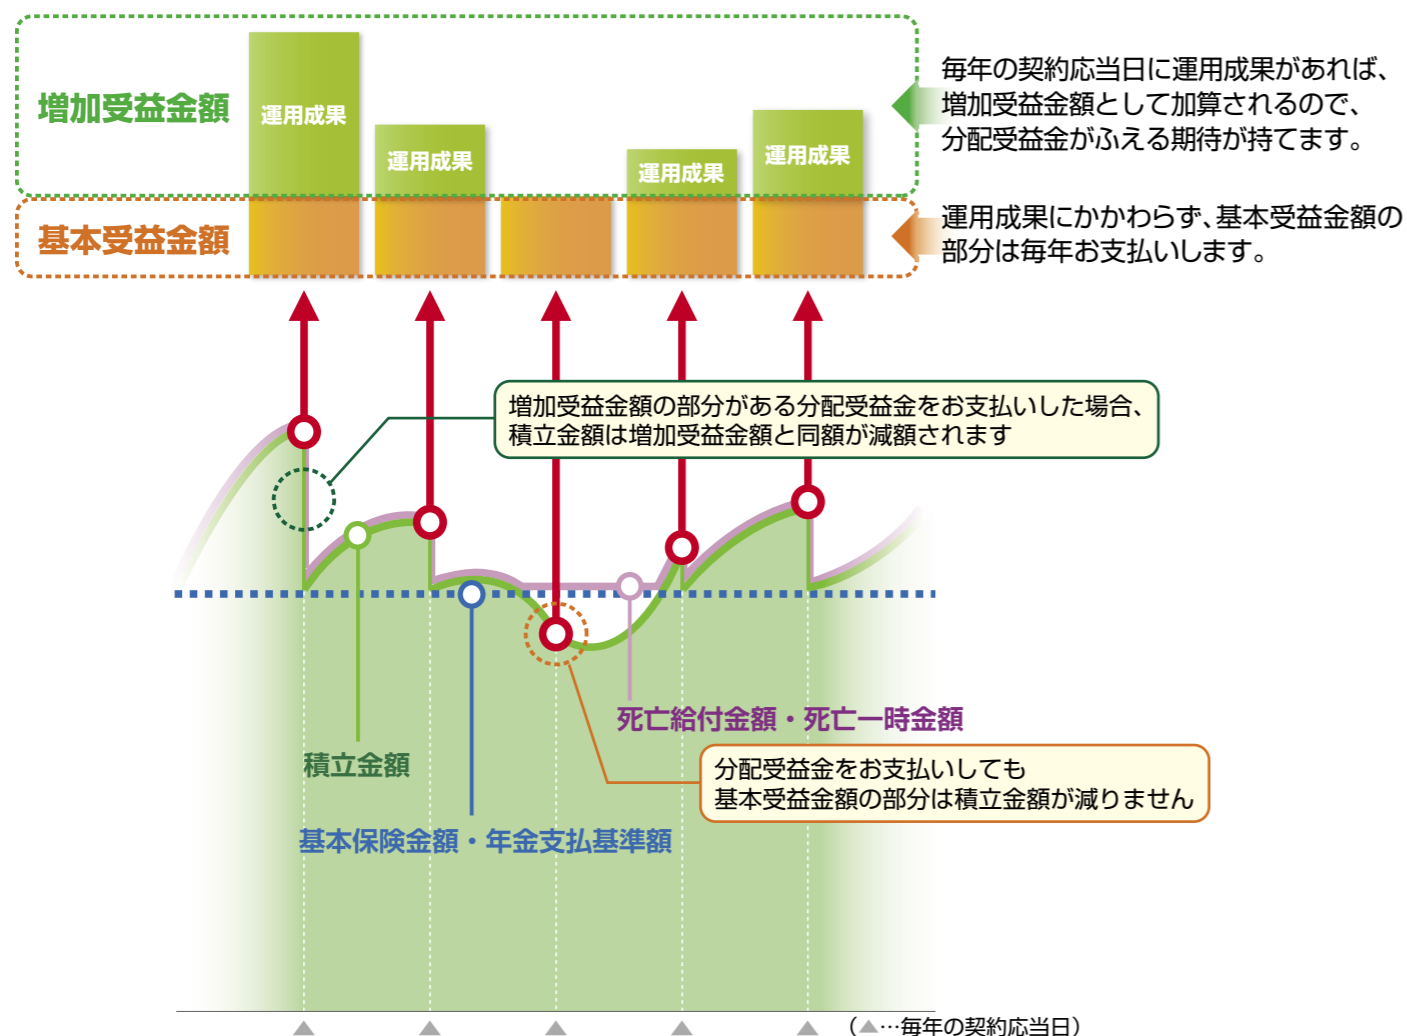 増加受益金額
運用成果
運用成果
運用成果
運用成果
毎年の契約応当日に運用成果があれば、
増加受益金額として加算されるので、
分配受益金がふえる期待が持てます。
基本受益金額
運用成果にかかわらず、基本受益金額の
部分は毎年お支払いします。
増加受益金額の部分がある分配受益金をお支払いした場合、
積立金額は増加受益金額と同額が減額されます
死亡給付金額・死亡一時金額
積立金額
分配受益金をお支払いしても
基本受益金額の部分は積立金額が減りません
基本保険金額・年金支払基準額
(▲…毎年の契約応当日)